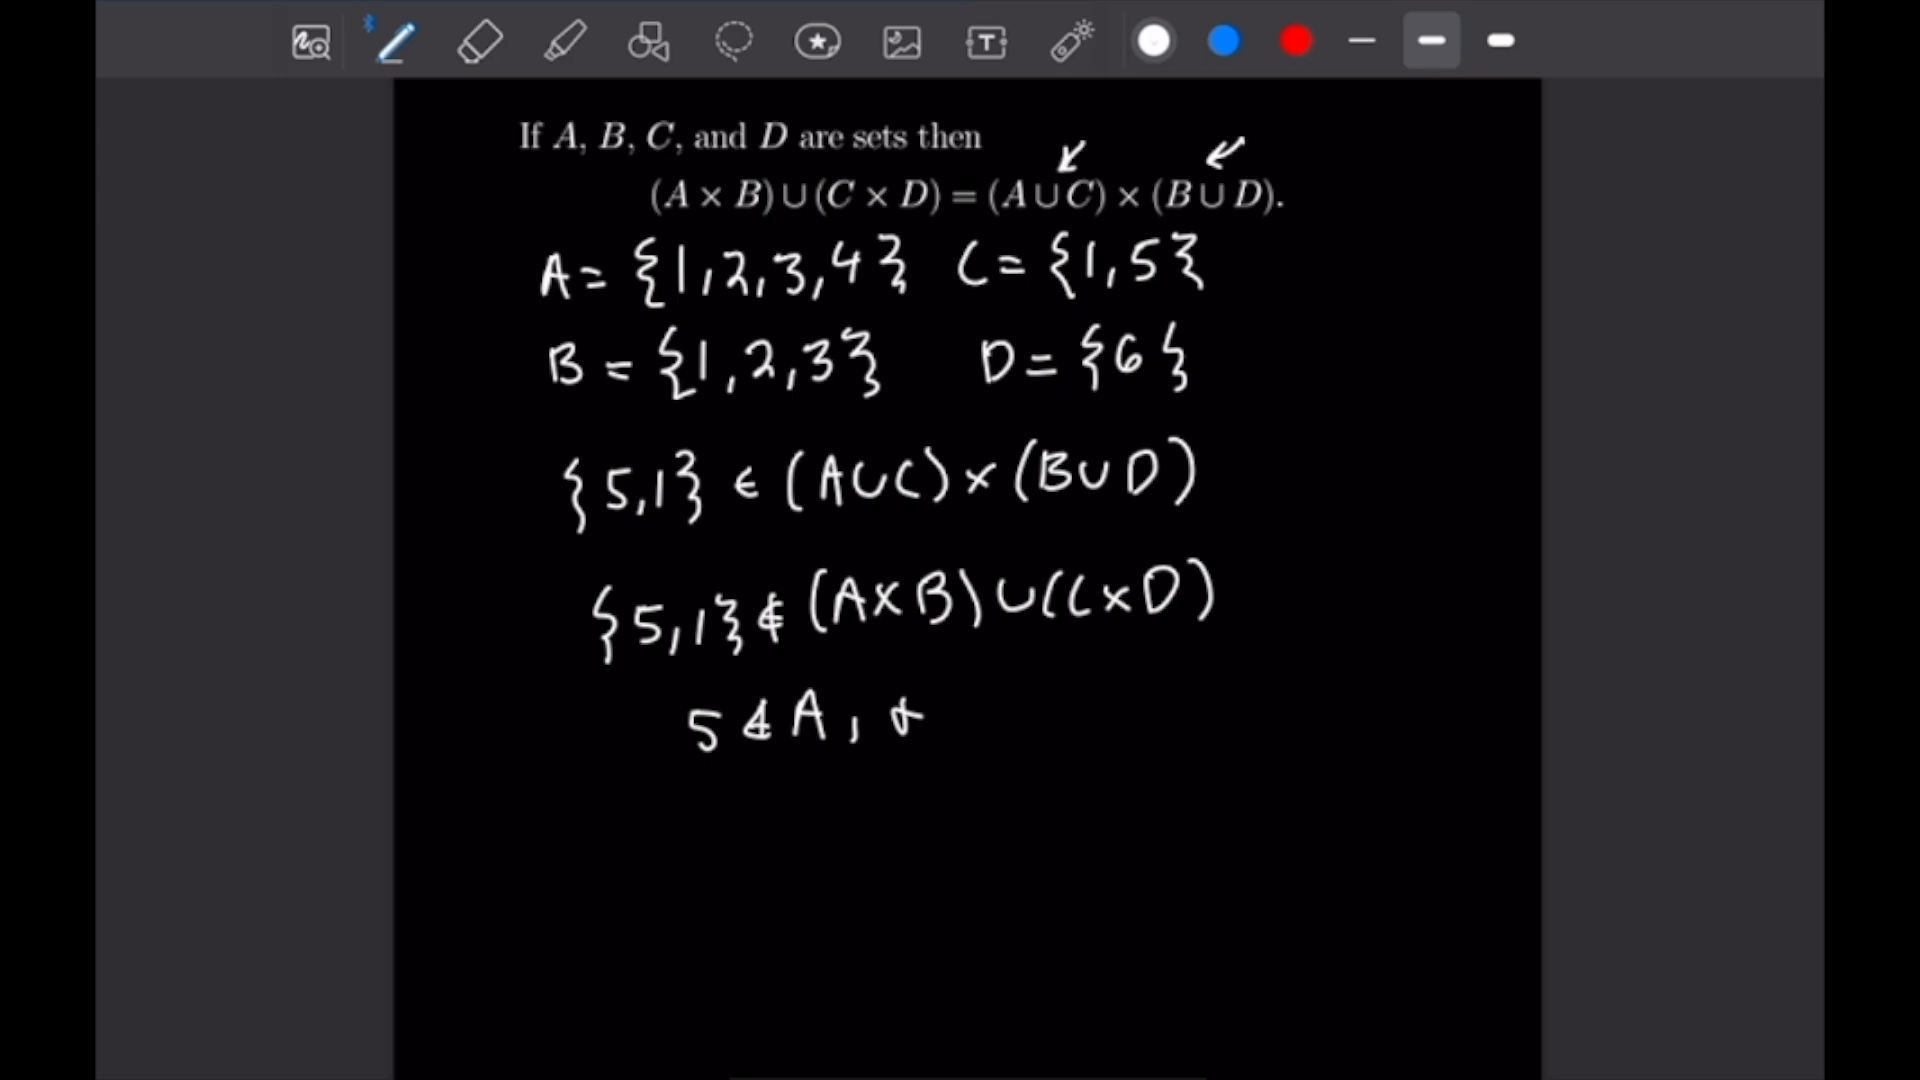 If A, B, C, and D are sets then
(A × B) ∪ (C × D) = (A ∪ C) × (B ∪ D).
A = {1,2,3,4} C = {1,5}
B = {1,2,3} D = {6}
{5,1} ∈ (A∪C) × (B∪D)
{5,1} ∉ (A×B) ∪ (C×D)
5 ∉ A, &